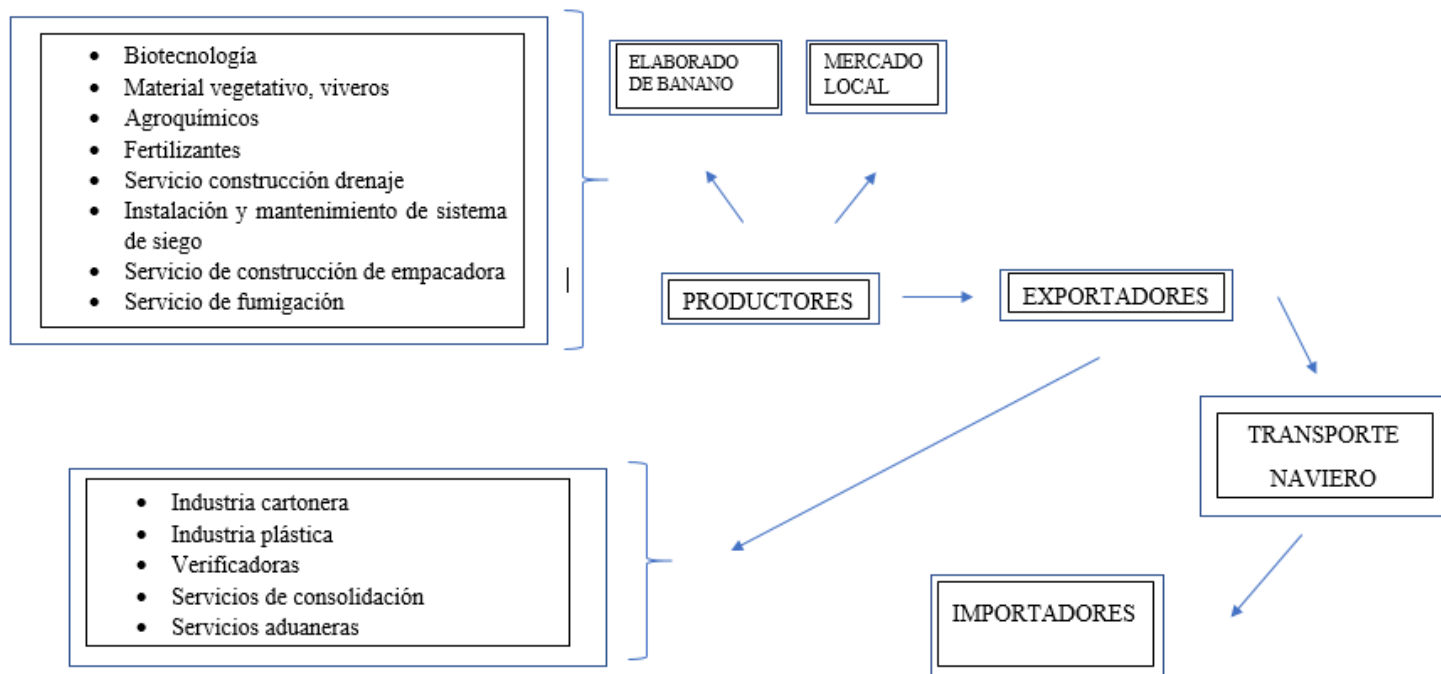 • Biotecnología
• Material vegetativo, viveros
• Agroquímicos
• Fertilizantes
• Servicio construcción drenaje
• Instalación y mantenimiento de sistema
de siego
• Servicio de construcción de empacadora
• Servicio de fumigación
ELABORADO
DE BANANO
MERCADO
LOCAL
PRODUCTORES
EXPORTADORES
TRANSPORTE
NAVIERO
• Industria cartonera
• Industria plástica
• Verificadoras
• Servicios de consolidación
• Servicios aduaneras
IMPORTADORES